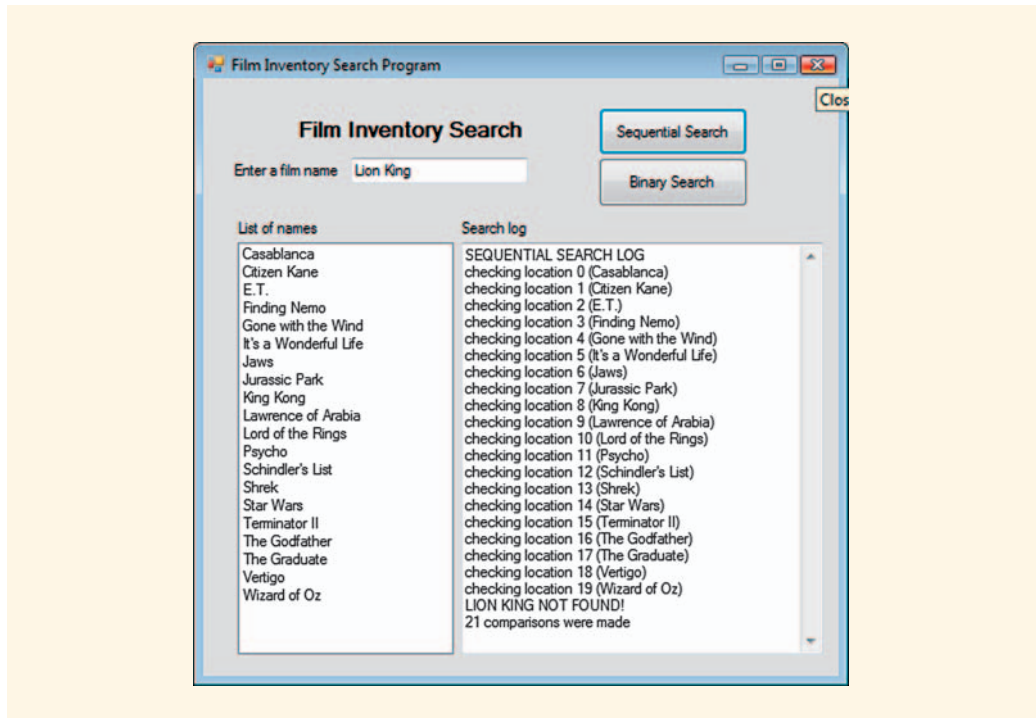 Film Inventory Search Program
Clos
Film Inventory Search
Sequential Search
Enter a film name Lion King
Binary Search
List of names
Casablanca
Citizen Kane
E.T.
Finding Nemo
Gone with the Wind
It's a Wonderful Life
Jaws
Jurassic Park
King Kong
Lawrence of Arabia
Lord of the Rings
Psycho
Schindler's List
Shrek
Star Wars
Terminator II
The Godfather
The Graduate
Vertigo
Wizard of Oz
Search log
SEQUENTIAL SEARCH LOG
checking location 0 (Casablanca)
checking location 1 (Citizen Kane)
checking location 2 (E.T.)
checking location 3 (Finding Nemo)
checking location 4 (Gone with the Wind)
checking location 5 (It's a Wonderful Life)
checking location 6 (Jaws)
checking location 7 (Jurassic Park)
checking location 8 (King Kong)
checking location 9 (Lawrence of Arabia)
checking location 10 (Lord of the Rings)
checking location 11 (Psycho)
checking location 12 (Schindler's List)
checking location 13 (Shrek)
checking location 14 (Star Wars)
checking location 15 (Terminator II)
checking location 16 (The Godfather)
checking location 17 (The Graduate)
checking location 18 (Vertigo)
checking location 19 (Wizard of Oz)
LION KING NOT FOUND!
21 comparisons were made